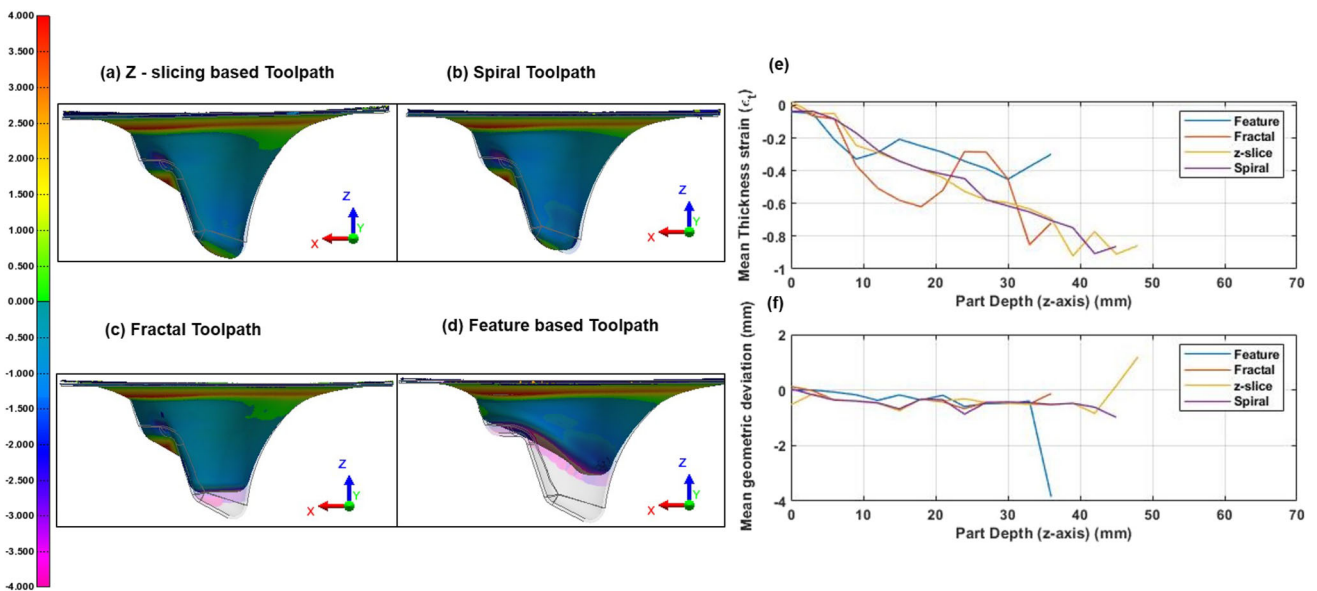 4.000
3.500
3.000
2.500
2.000
1.500
1.000
0.500
0.000
-0.500
-1.000
-1.500
-2.000
-2.500
-3.000
-3.500
-4.000
(a) Z - slicing based Toolpath
Z
Y
X
(b) Spiral Toolpath
Z
Y
X
(c) Fractal Toolpath
Z
Y
X
(d) Feature based Toolpath
Z
Y
X
(e)
Mean Thickness strain (ϵt)
0
-0.2
-0.4
-0.6
-0.8
-1
Feature
Fractal
z-slice
Spiral
0 10 20 30 40 50 60 70
Part Depth (z-axis) (mm)
(f)
Mean geometric deviation (mm)
2
0
-2
-4
Feature
Fractal
z-slice
Spiral
0 10 20 30 40 50 60 70
Part Depth (z-axis) (mm)